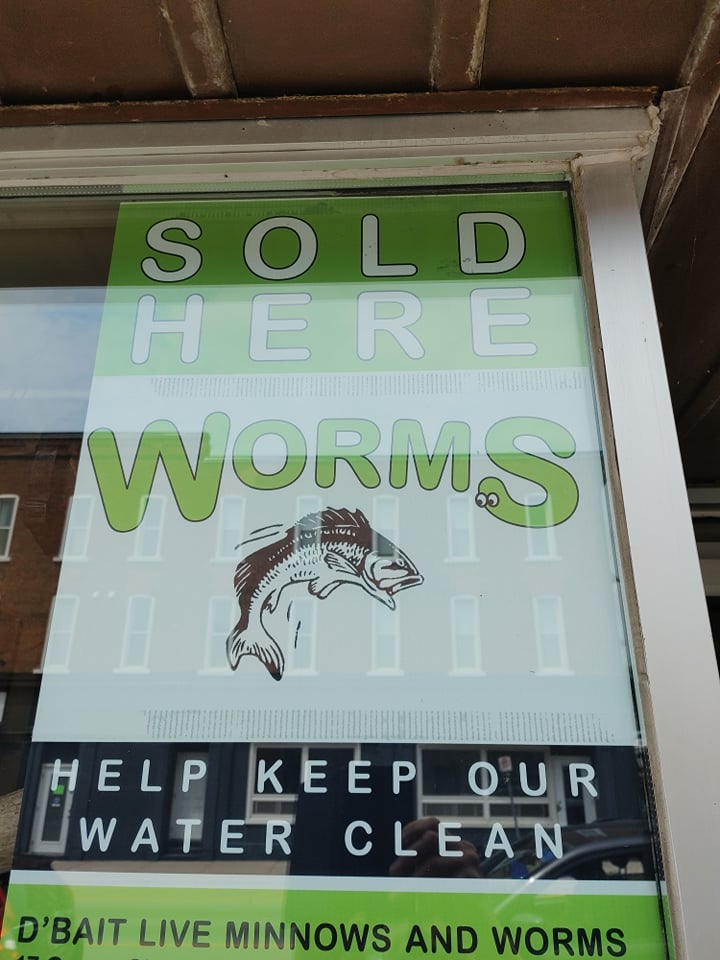 SOLD
HERE
WORMS
HELP KEEP OUR
WATER CLEAN
D'BAIT LIVE MINNOWS AND WORMS